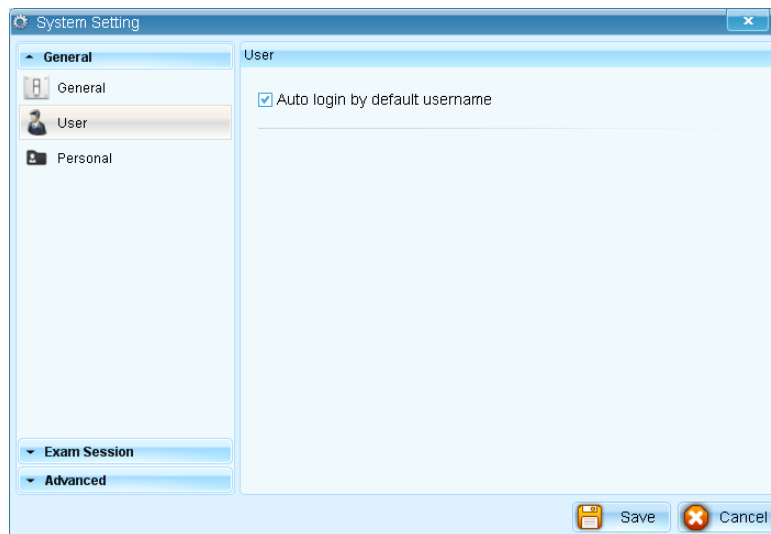 System Setting
General
General
User
Personal
Exam Session
Advanced
User
Auto login by default username
Save
Cancel